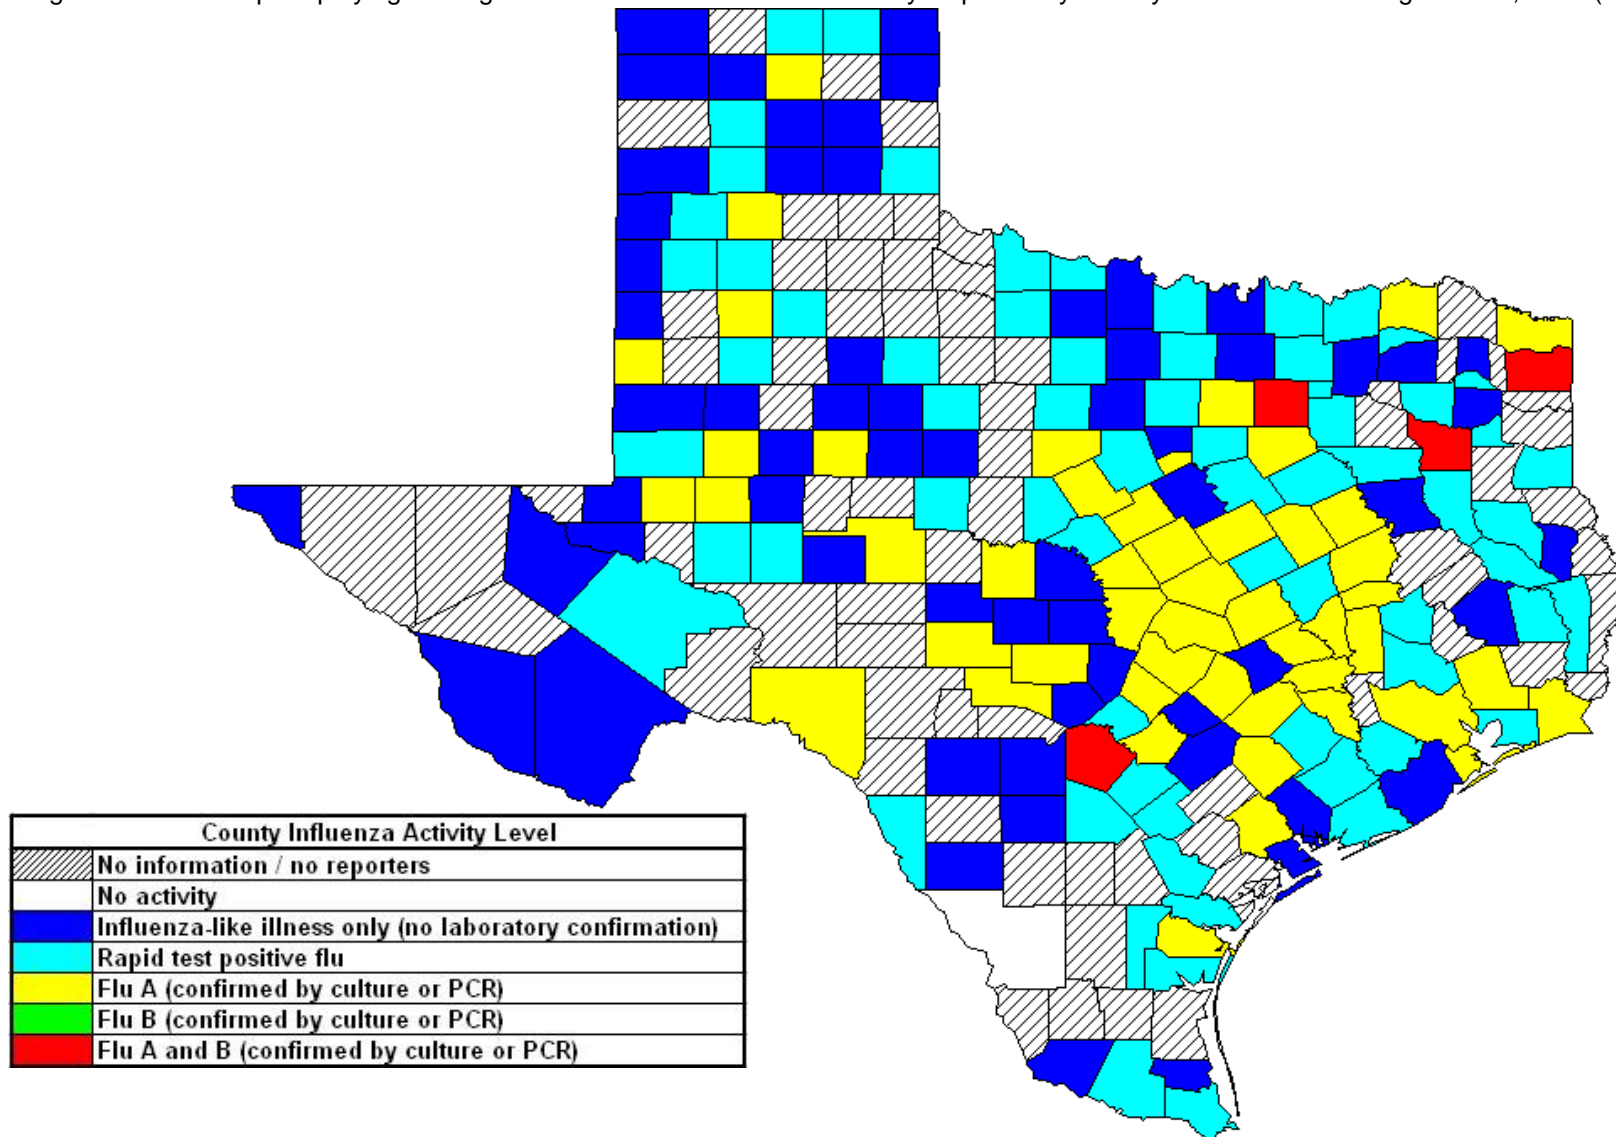 County Influenza Activity Level
No information / no reporters
No activity
Influenza-like illness only (no laboratory confirmation)
Rapid test positive flu
Flu A (confirmed by culture or PCR)
Flu B (confirmed by culture or PCR)
Flu A and B (confirmed by culture or PCR)